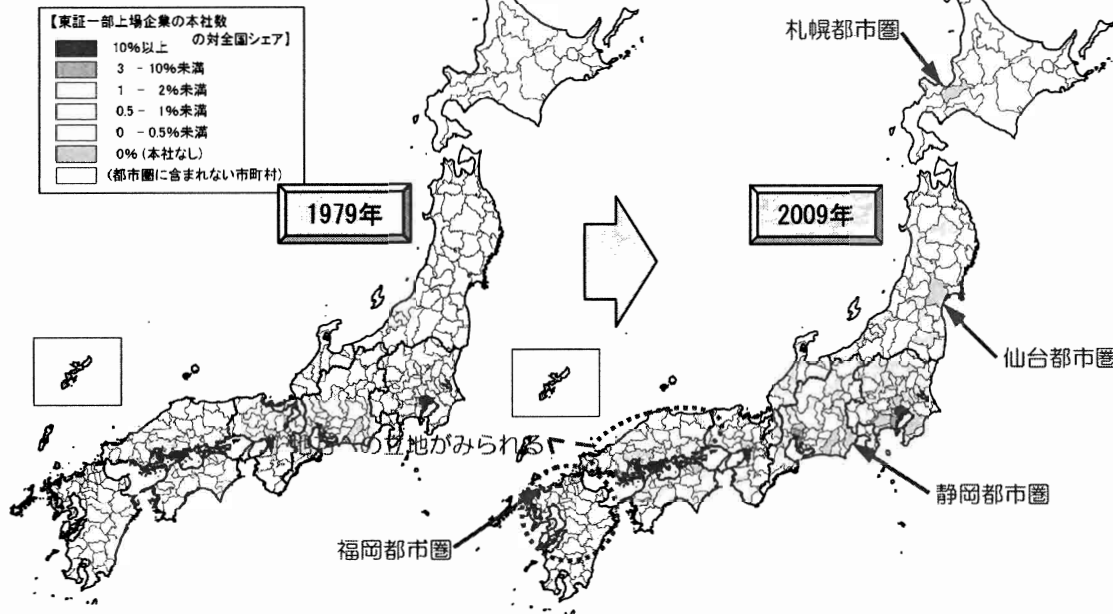 【東証一部上場企業の本社数
の対全国シェア】
10%以上
3 - 10%未満
1 - 2%未満
0.5 - 1%未満
0 - 0.5%未満
0% (本社なし)
(都市圏に含まれない市町村)
1979年
2009年
札幌都市圏
仙台都市圏
への立地がみられる
静岡都市圏
福岡都市圏